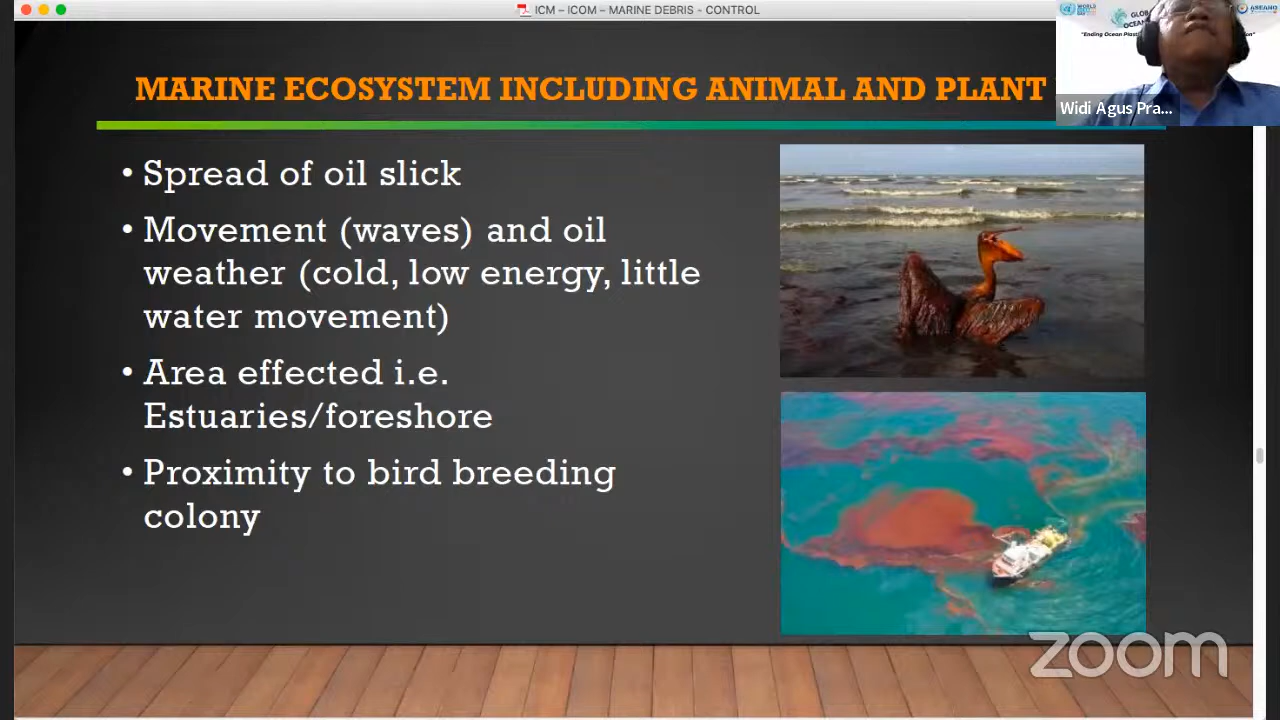 ICM – ICOM – MARINE DEBRIS - CONTROL
MARINE ECOSYSTEM INCLUDING ANIMAL AND PLANT
Widi Agus Pra...
• Spread of oil slick
• Movement (waves) and oil
weather (cold, low energy, little
water movement)
• Area effected i.e.
Estuaries/foreshore
• Proximity to bird breeding
colony
zoom